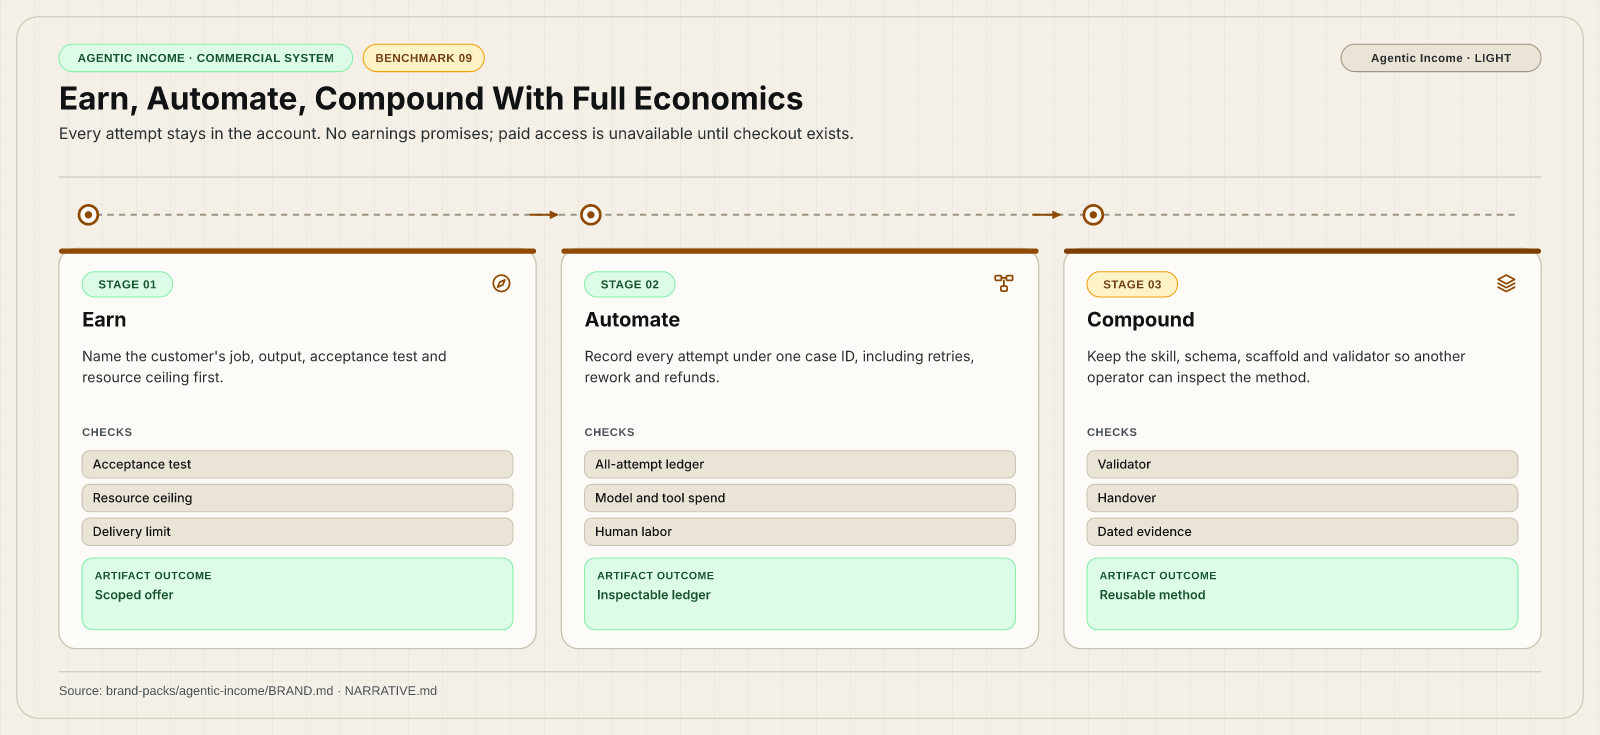 AGENTIC INCOME · COMMERCIAL SYSTEM
BENCHMARK 09
Agentic Income · LIGHT
Earn, Automate, Compound With Full Economics
Every attempt stays in the account. No earnings promises; paid access is unavailable until checkout exists.
STAGE 01
Earn
Name the customer's job, output, acceptance test and
resource ceiling first.
CHECKS
Acceptance test
Resource ceiling
Delivery limit
ARTIFACT OUTCOME
Scoped offer
STAGE 02
Automate
Record every attempt under one case ID, including retries,
rework and refunds.
CHECKS
All-attempt ledger
Model and tool spend
Human labor
ARTIFACT OUTCOME
Inspectable ledger
STAGE 03
Compound
Keep the skill, schema, scaffold and validator so another
operator can inspect the method.
CHECKS
Validator
Handover
Dated evidence
ARTIFACT OUTCOME
Reusable method
Source: brand-packs/agentic-income/BRAND.md · NARRATIVE.md